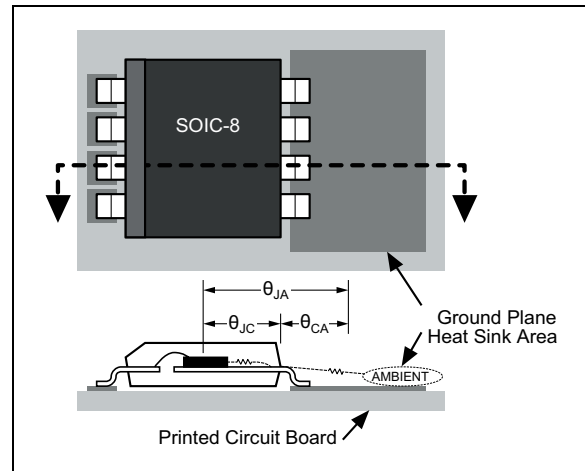 SOIC-8
θJA
θJC
θCA
Ground Plane
Heat Sink Area
AMBIENT
Printed Circuit Board